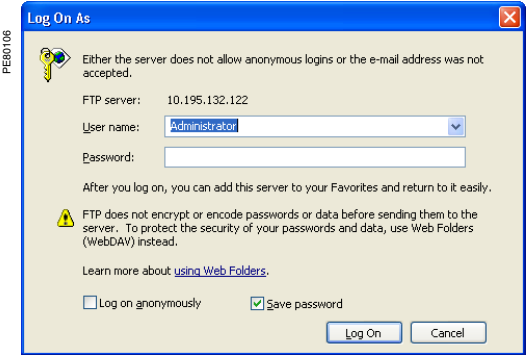 Log On As
PE80106
Either the server does not allow anonymous logins or the e-mail address was not
accepted.
FTP server: 10.195.132.122
User name: Administrator
Password:
After you log on, you can add this server to your Favorites and return to it easily.
FTP does not encrypt or encode passwords or data before sending them to the
server. To protect the security of your passwords and data, use Web Folders
(WebDAV) instead.
Learn more about using Web Folders.
Log on anonymously Save password
Log On Cancel